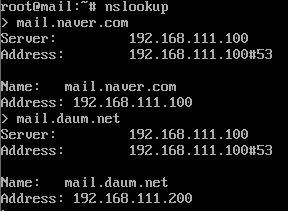 root@mail:~# nslookup
> mail.naver.com
Server:         192.168.111.100
Address:        192.168.111.100#53

Name:   mail.naver.com
Address: 192.168.111.100
> mail.daum.net
Server:         192.168.111.100
Address:        192.168.111.100#53

Name:   mail.daum.net
Address: 192.168.111.200